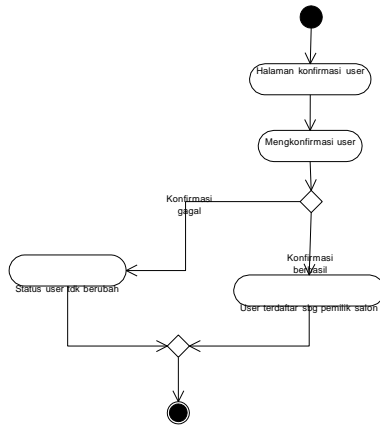 Halaman konfirmasi user
Mengkonfirmasi user
Konfirmasi
gagal
Konfirmasi
berhasil
Status user tdk berubah
User terdaftar sbg pemilik salon